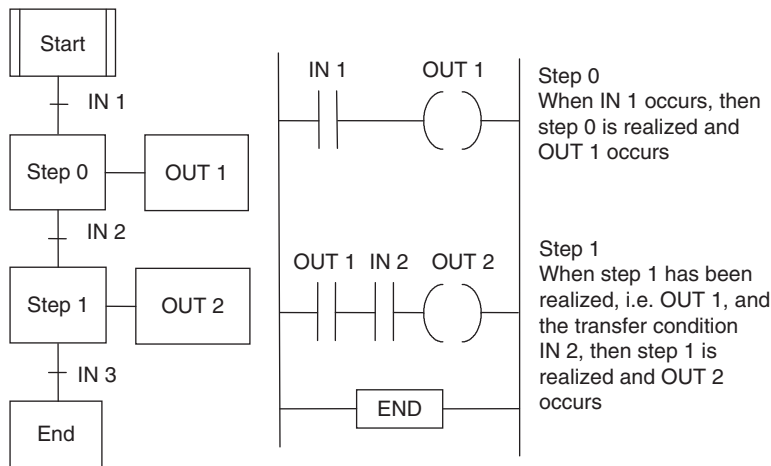 Start
IN 1
Step 0
OUT 1
IN 2
Step 1
OUT 2
IN 3
End
IN 1
OUT 1
OUT 1
IN 2
OUT 2
END
Step 0
When IN 1 occurs, then
step 0 is realized and
OUT 1 occurs
Step 1
When step 1 has been
realized, i.e. OUT 1, and
the transfer condition
IN 2, then step 1 is
realized and OUT 2
occurs